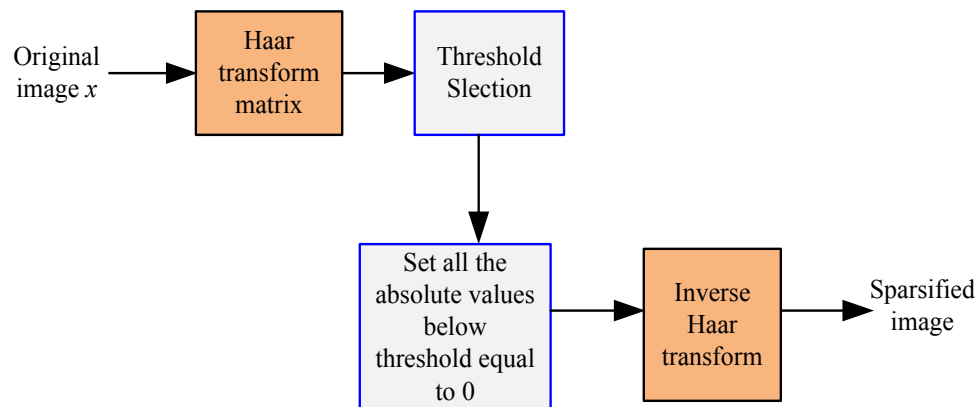 Original
image x
Haar
transform
matrix
Threshold
Slection
Set all the
absolute values
below
threshold equal
to 0
Inverse
Haar
transform
Sparsified
image